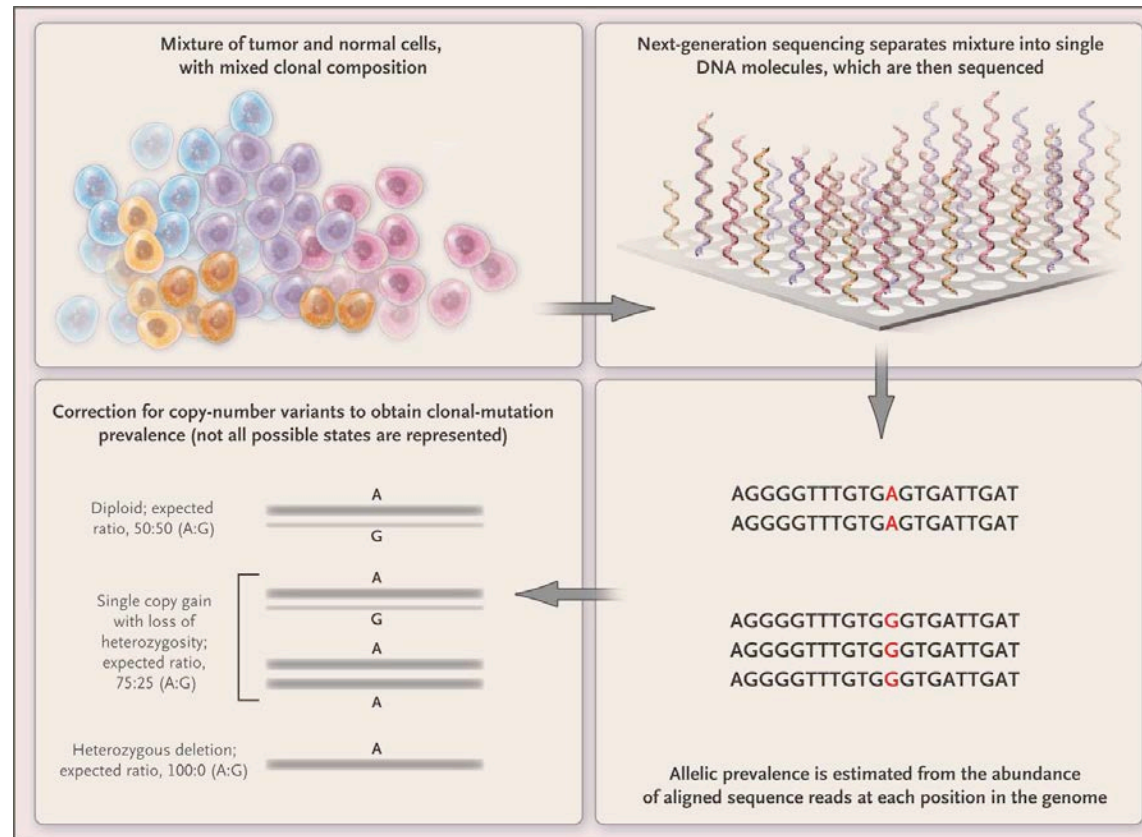 Mixture of tumor and normal cells,
with mixed clonal composition
Next-generation sequencing separates mixture into single
DNA molecules, which are then sequenced
Correction for copy-number variants to obtain clonal-mutation
prevalence (not all possible states are represented)
Diploid; expected
ratio, 50:50 (A:G)
A
G
Single copy gain
with loss of
heterozygosity;
expected ratio,
75:25 (A:G)
A
G
A
A
Heterozygous deletion;
expected ratio, 100:0 (A:G)
A
AGGGGTTTGTGAGTGATTGAT
AGGGGTTTGTGAGTGATTGAT
AGGGGTTTGTGGGTGATTGAT
AGGGGTTTGTGGGTGATTGAT
AGGGGTTTGTGGGTGATTGAT
Allelic prevalence is estimated from the abundance
of aligned sequence reads at each position in the genome